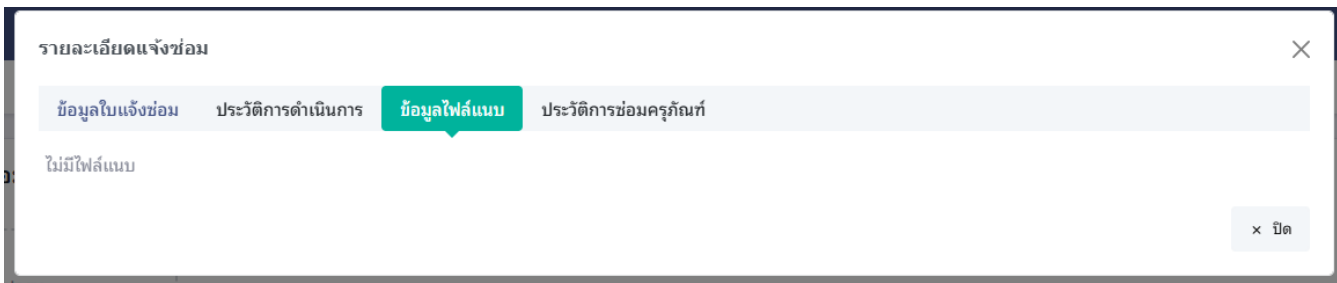 รายละเอียดแจ้งซ่อม
ข้อมูลใบแจ้งซ่อม ประวัติการดำเนินการ ข้อมูลไฟล์แนบ ประวัติการซ่อมครุภัณฑ์
ไม่มีไฟล์แนบ
× ปิด